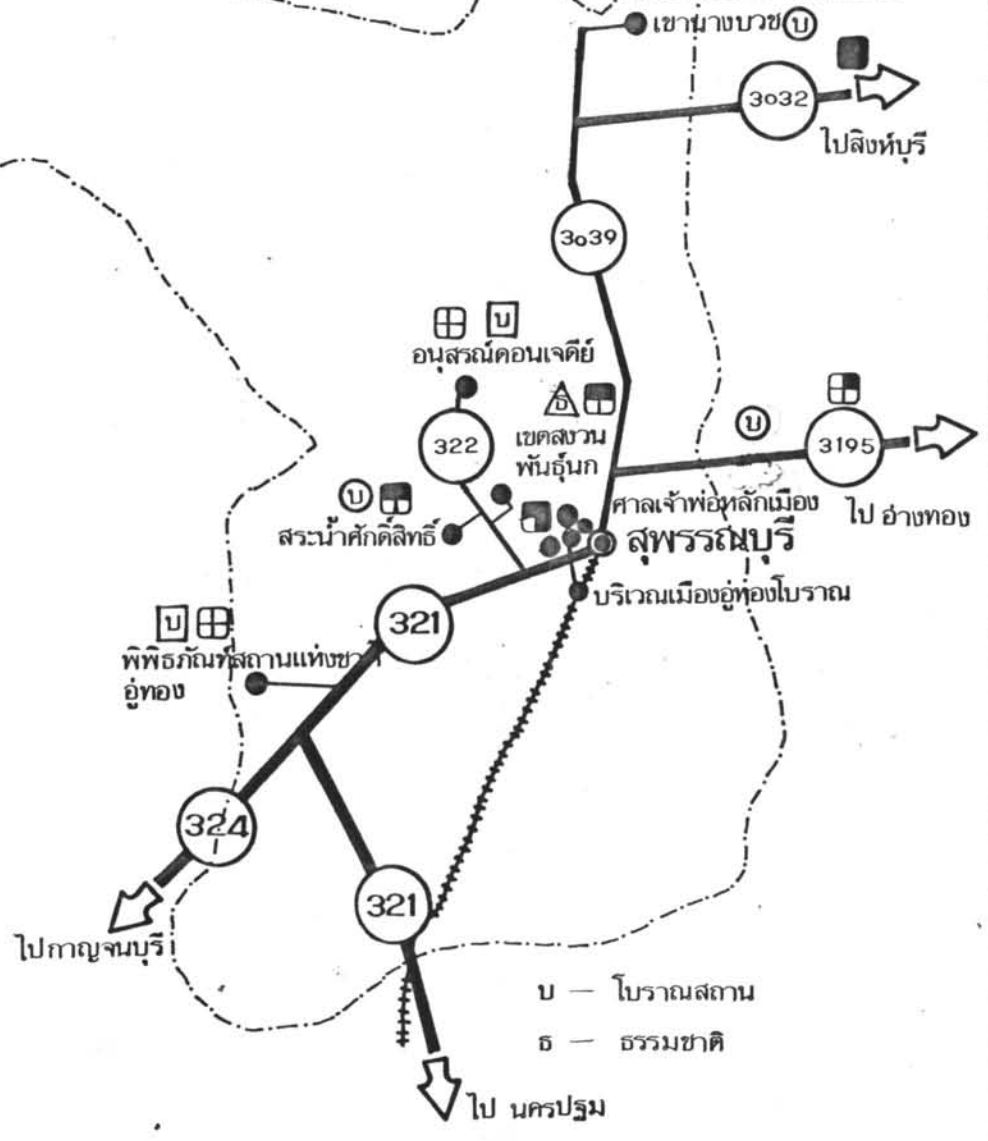 เขานางบวช บ
3032
ไปสิงห์บุรี
3039
บ
อนุสรณ์ดอนเจดีย์
ธ
322
เขตสงวน
พันธุ์นก
บ
3195
บ
สระน้ำศักดิ์สิทธิ์
ศาลเจ้าพ่อหลักเมือง
ไป อ่างทอง
สุพรรณบุรี
บริเวณเมืองอู่ทองโบราณ
321
บ
พิพิธภัณฑ์สถานแห่งชาติ
อู่ทอง
324
321
ไปกาญจนบุรี
บ — โบราณสถาน
ธ — ธรรมชาติ
ไป นครปฐม